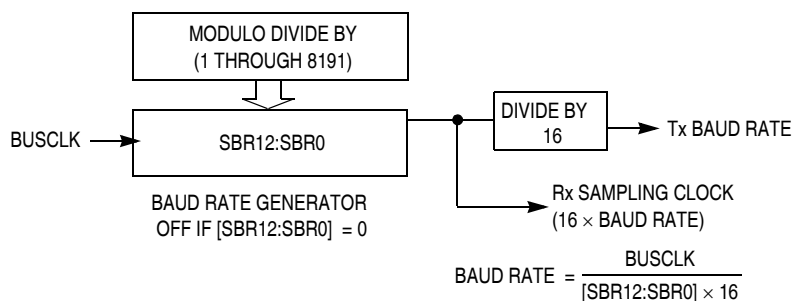 MODULO DIVIDE BY
(1 THROUGH 8191)
BUSCLK
SBR12:SBR0
DIVIDE BY
16
Tx BAUD RATE
BAUD RATE GENERATOR
OFF IF [SBR12:SBR0] = 0
Rx SAMPLING CLOCK
(16 × BAUD RATE)
BAUD RATE =
BUSCLK
[SBR12:SBR0] × 16